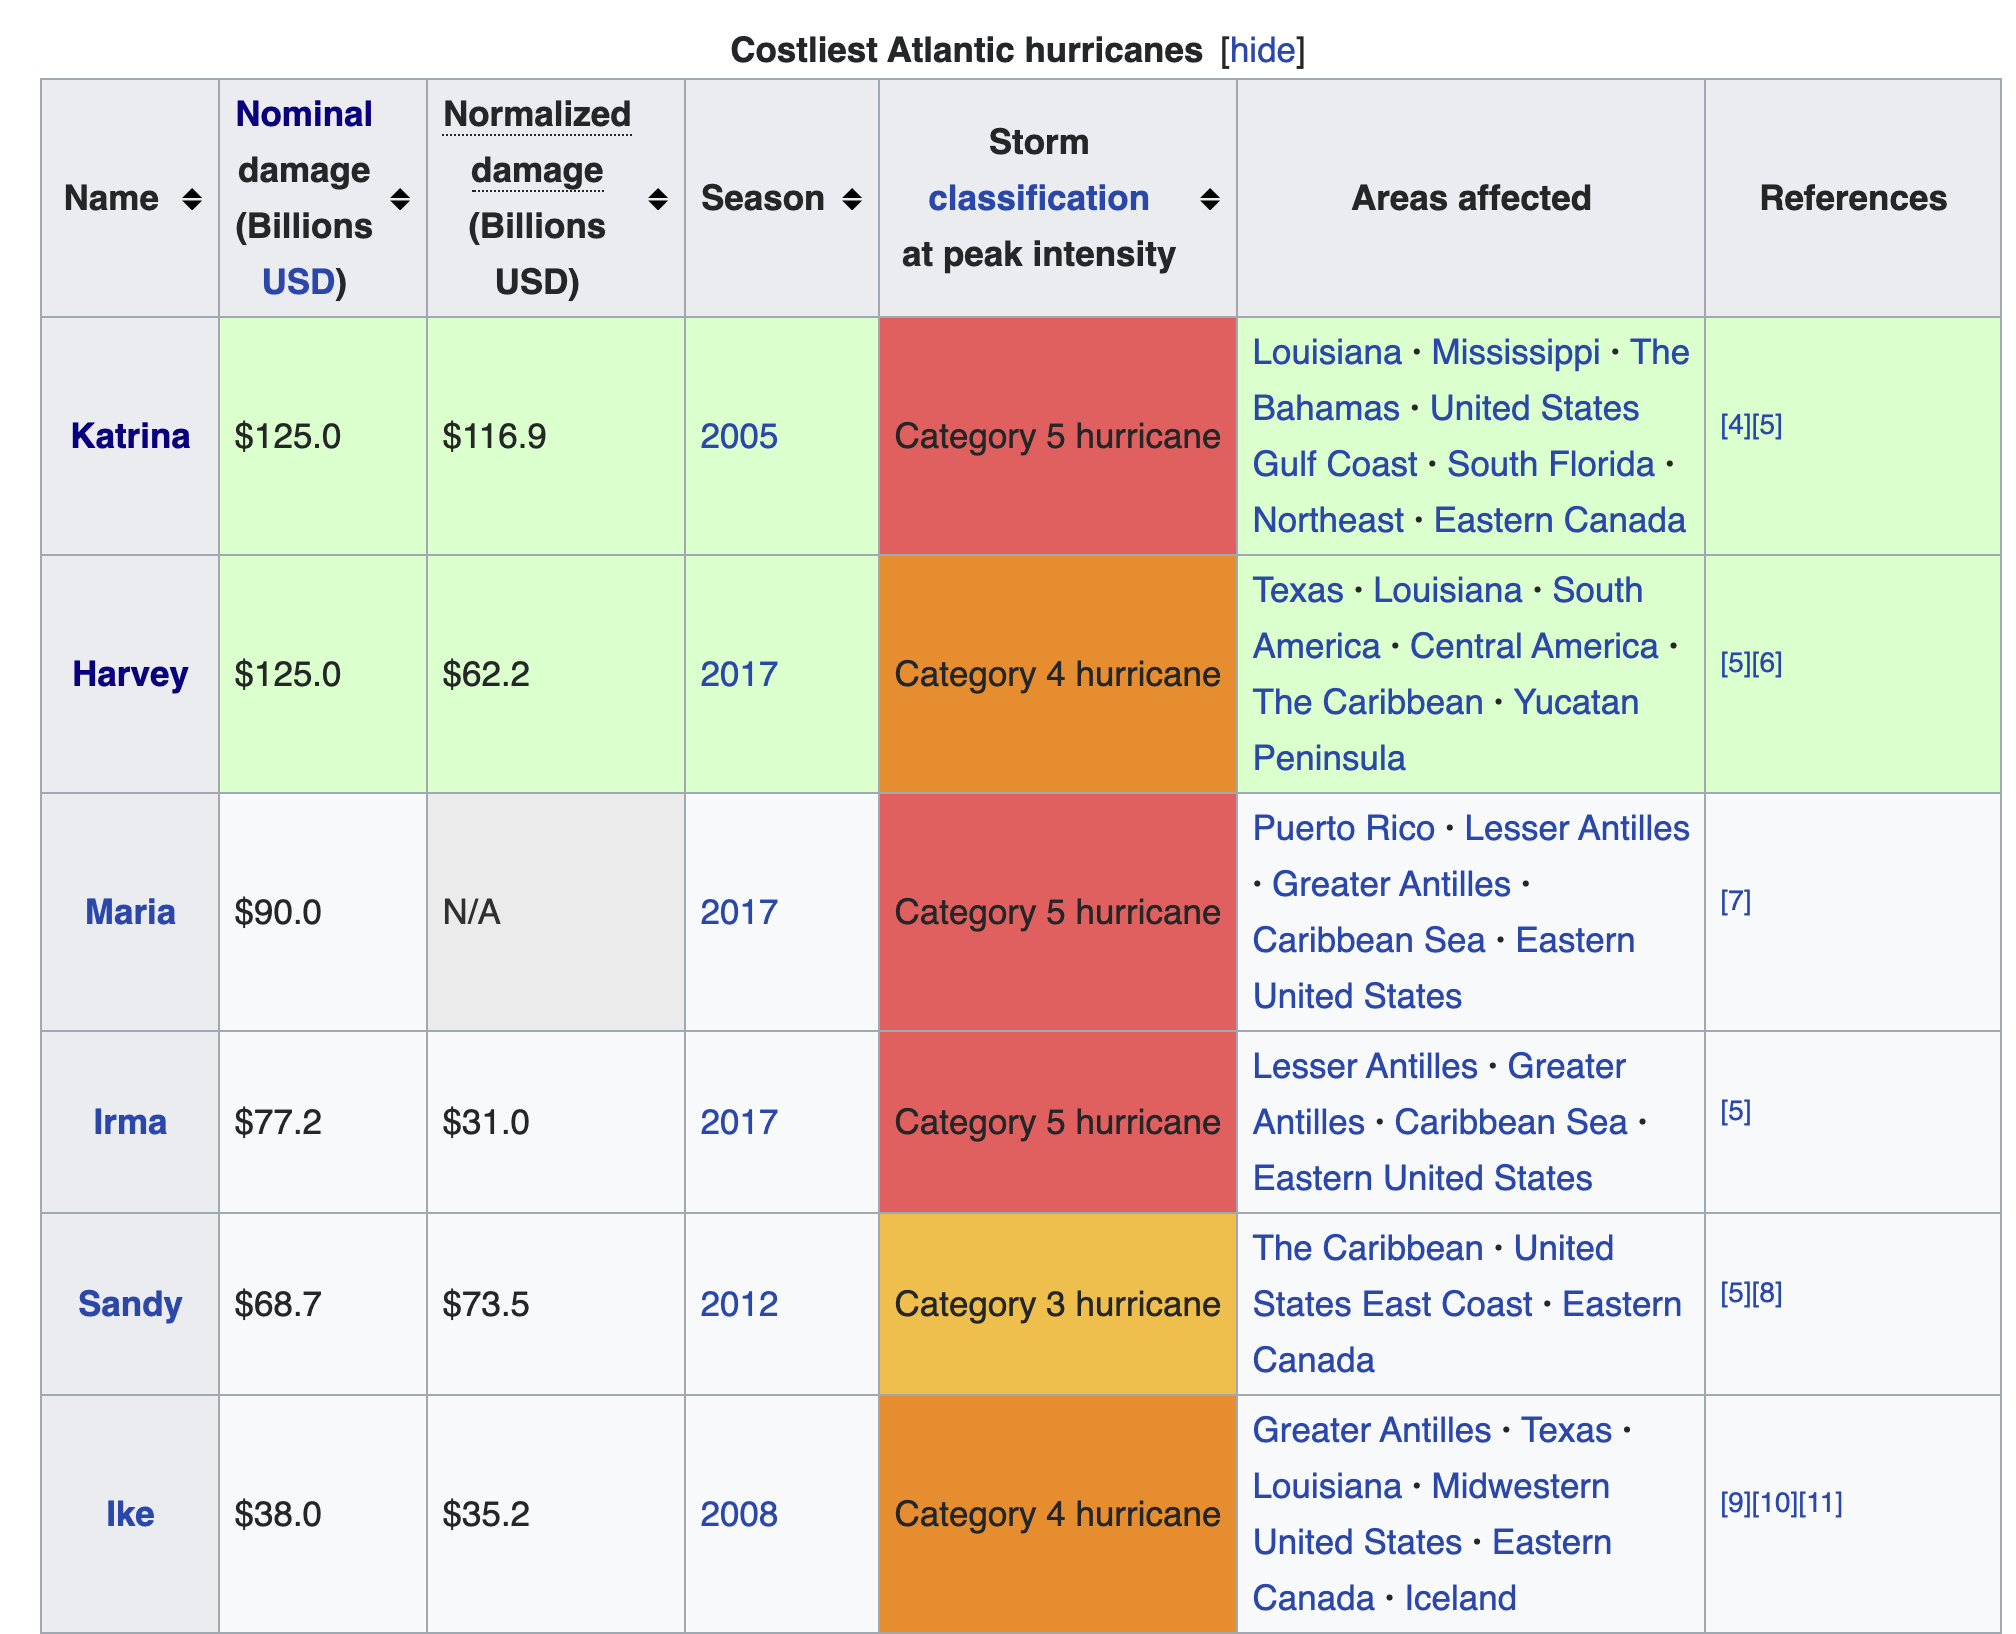 Costliest Atlantic hurricanes [hide]
Name
Nominal
damage
(Billions
USD)
Normalized
damage
(Billions
USD)
Season
Storm
classification
at peak intensity
Areas affected
References
Katrina
$125.0
$116.9
2005
Category 5 hurricane
Louisiana · Mississippi · The
Bahamas · United States
Gulf Coast · South Florida ·
Northeast · Eastern Canada
[4][5]
Harvey
$125.0
$62.2
2017
Category 4 hurricane
Texas · Louisiana · South
America · Central America ·
The Caribbean · Yucatan
Peninsula
[5][6]
Maria
$90.0
N/A
2017
Category 5 hurricane
Puerto Rico · Lesser Antilles
· Greater Antilles ·
Caribbean Sea · Eastern
United States
[7]
Irma
$77.2
$31.0
2017
Category 5 hurricane
Lesser Antilles · Greater
Antilles · Caribbean Sea ·
Eastern United States
[5]
Sandy
$68.7
$73.5
2012
Category 3 hurricane
The Caribbean · United
States East Coast · Eastern
Canada
[5][8]
Ike
$38.0
$35.2
2008
Category 4 hurricane
Greater Antilles · Texas ·
Louisiana · Midwestern
United States · Eastern
Canada · Iceland
[9][10][11]